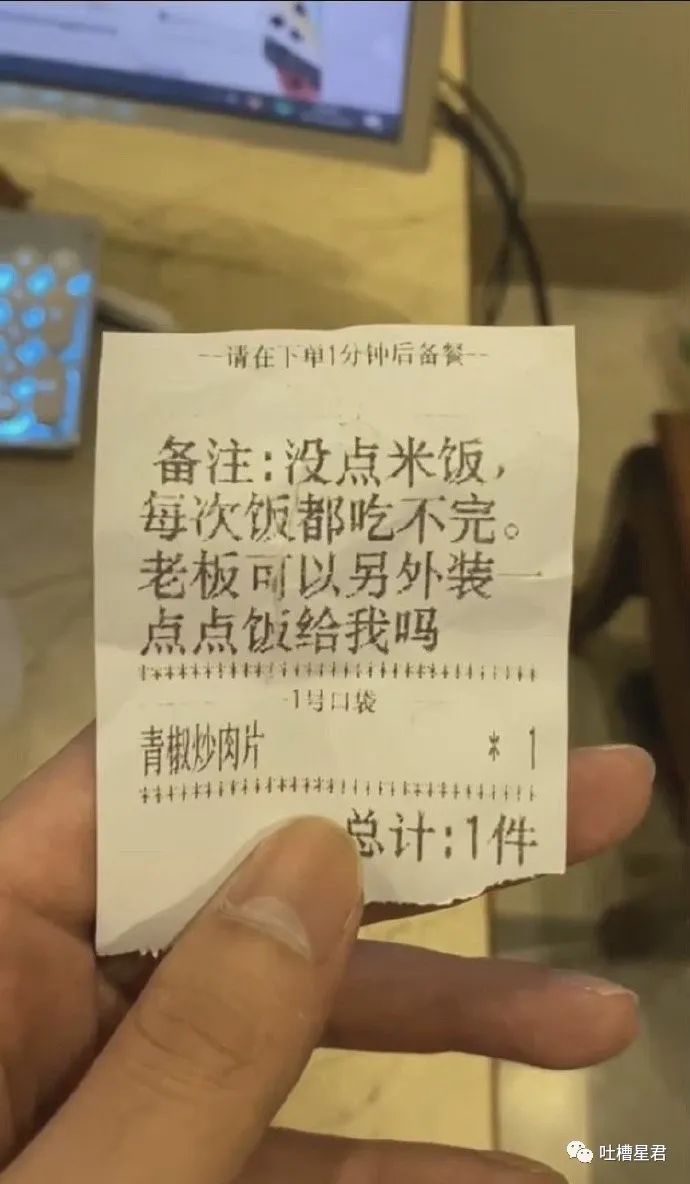 --请在下单1分钟后备餐--
备注:没点米饭，
每次饭都吃不完。
老板可以另外装一
点点饭给我吗
1号口袋
青椒炒肉片 * 1
总计:1件
吐槽星君